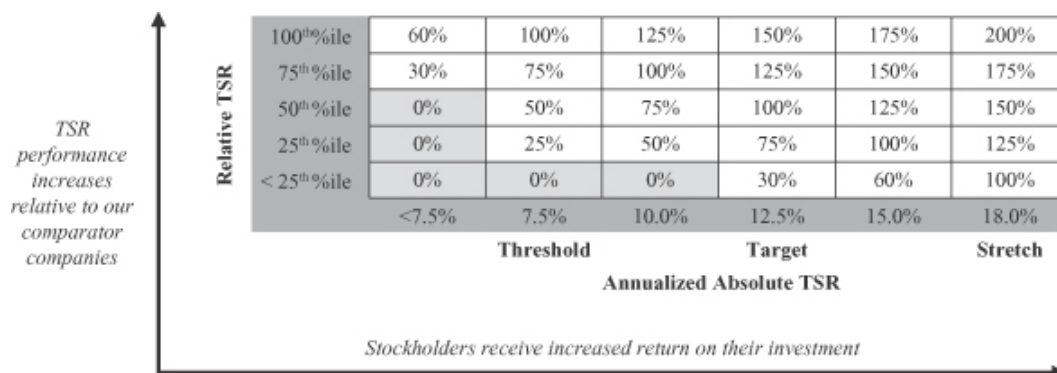 100th%ile 60% 100% 125% 150% 175% 200%
75th%ile 30% 75% 100% 125% 150% 175%
50th%ile 0% 50% 75% 100% 125% 150%
25th%ile 0% 25% 50% 75% 100% 125%
< 25th%ile 0% 0% 0% 30% 60% 100%
<7.5% 7.5% 10.0% 12.5% 15.0% 18.0%
Relative TSR
TSR
performance
increases
relative to our
comparator
companies
Threshold Target Stretch
Annualized Absolute TSR
Stockholders receive increased return on their investment